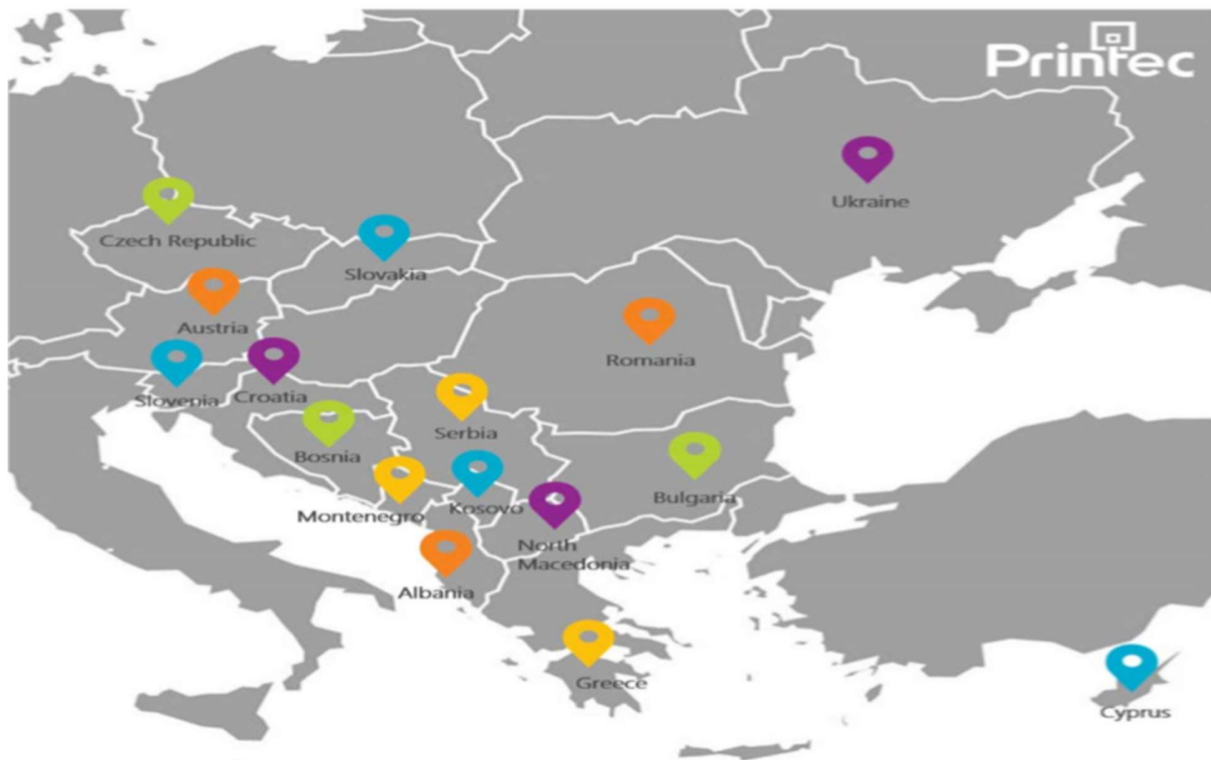 Printec
Ukraine
Czech Republic
Slovakia
Austria
Romania
Slovenia
Croatia
Serbia
Bosnia
Bulgaria
Montenegro
Kosovo
North
Macedonia
Albania
Greece
Cyprus